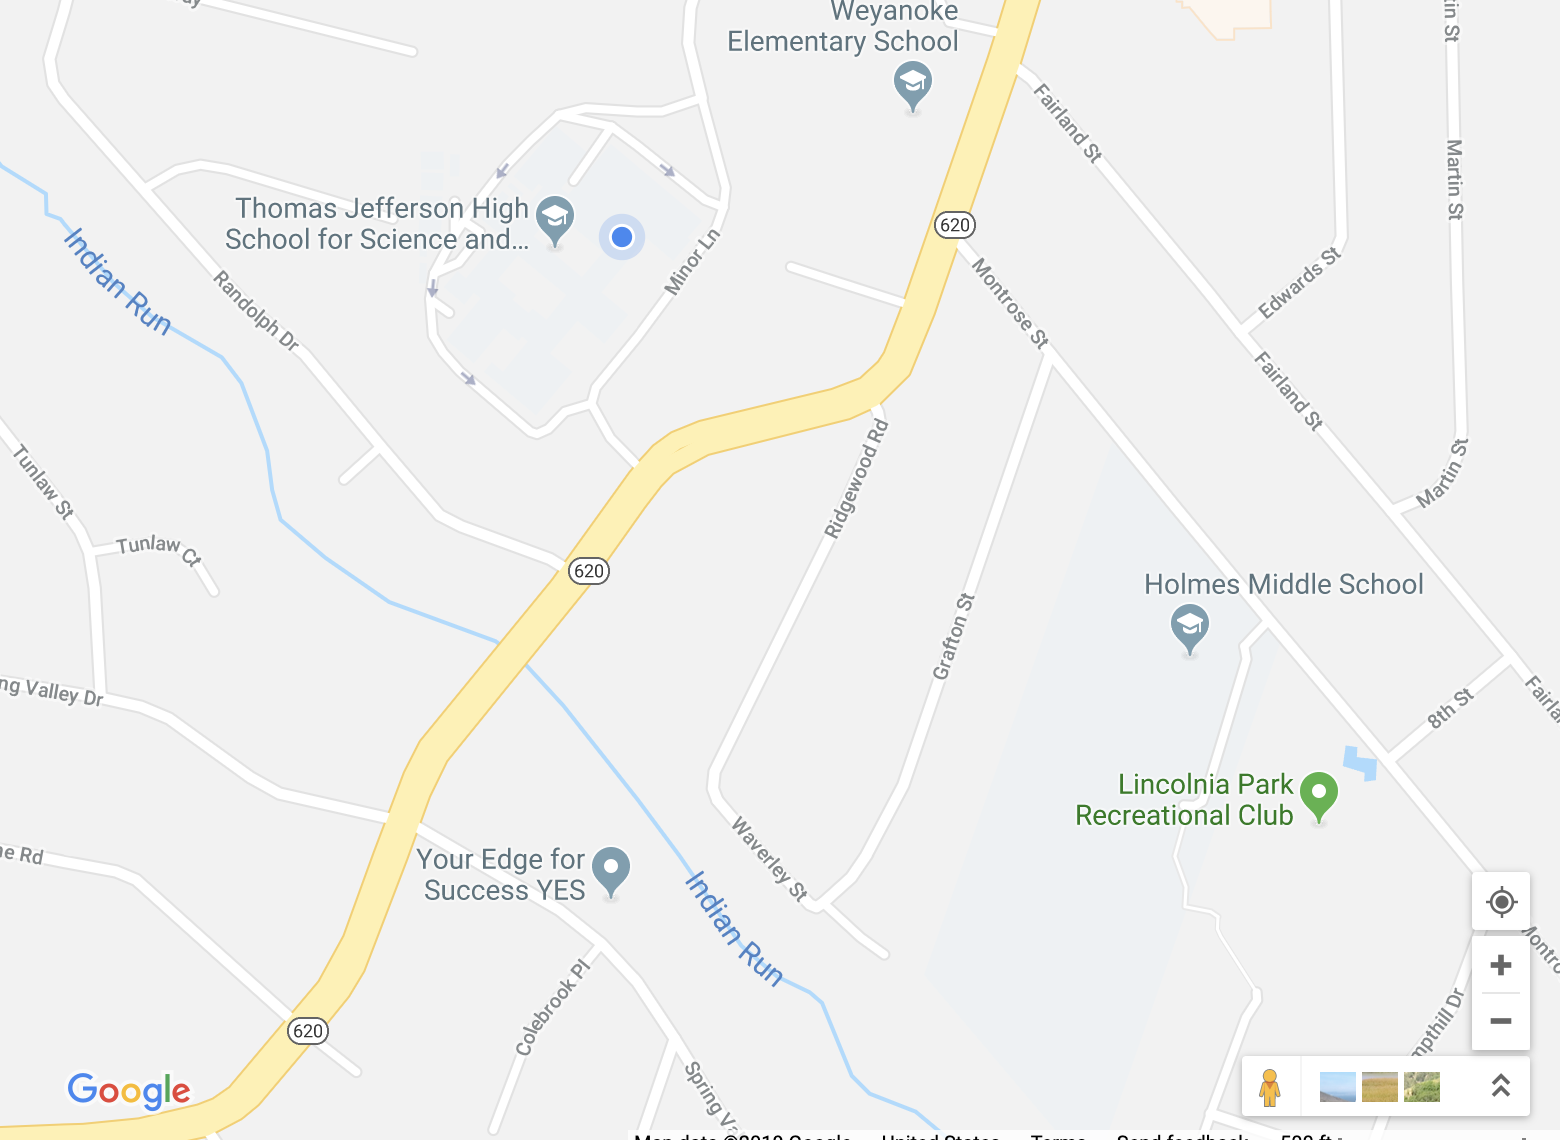 Weyanoke
Elementary School
Fairland St
Martin St
Thomas Jefferson High
School for Science and...
620
Minor Ln
Edwards St
Indian Run
Randolph Dr
Montrose St
Fairland St
Ridgewood Rd
Martin St
Tunlaw St
Tunlaw Ct
620
Holmes Middle School
Grafton St
8th St
Valley Dr
Lincolnia Park
Recreational Club
Waverley St
Rd
Your Edge for
Success YES
Indian Run
Colebrook Pl
620
Spring
Google